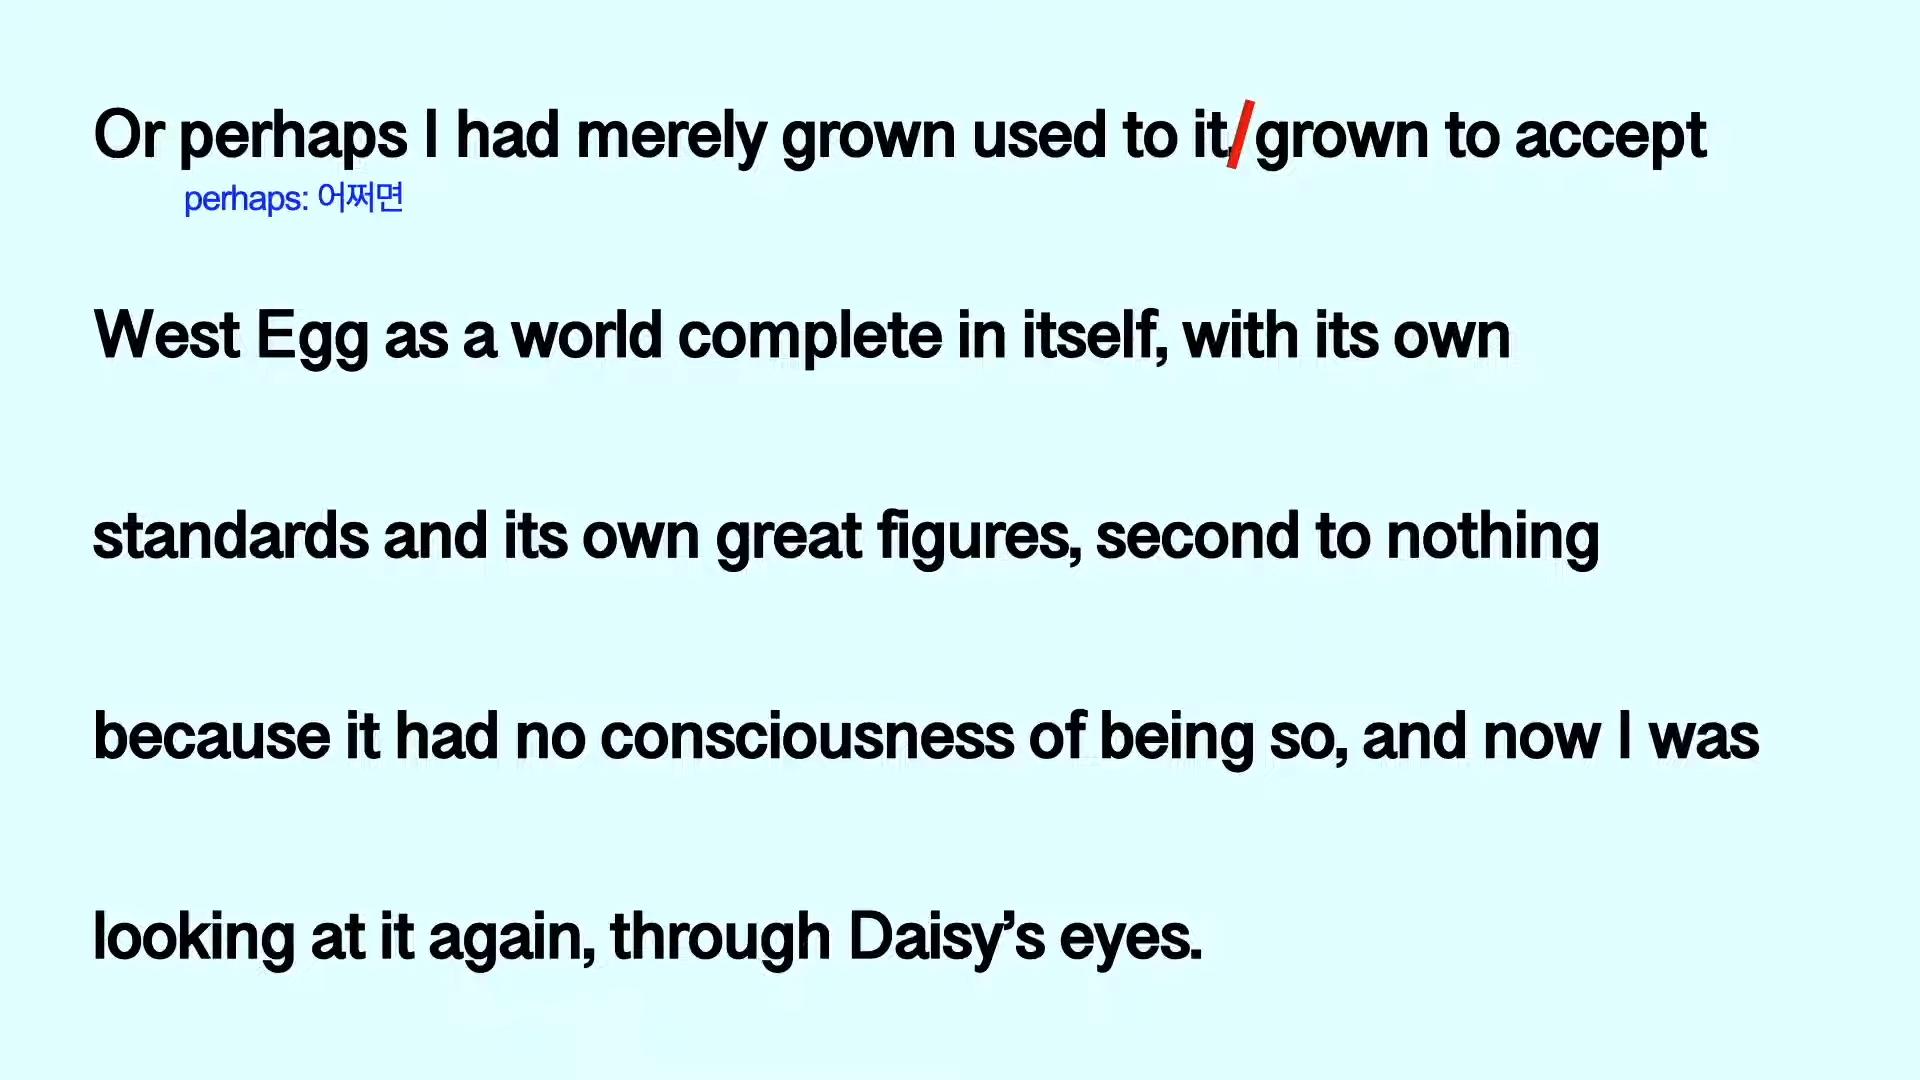 Or perhaps I had merely grown used to it, grown to accept
perhaps: 어쩌면
West Egg as a world complete in itself, with its own
standards and its own great figures, second to nothing
because it had no consciousness of being so, and now I was
looking at it again, through Daisy’s eyes.